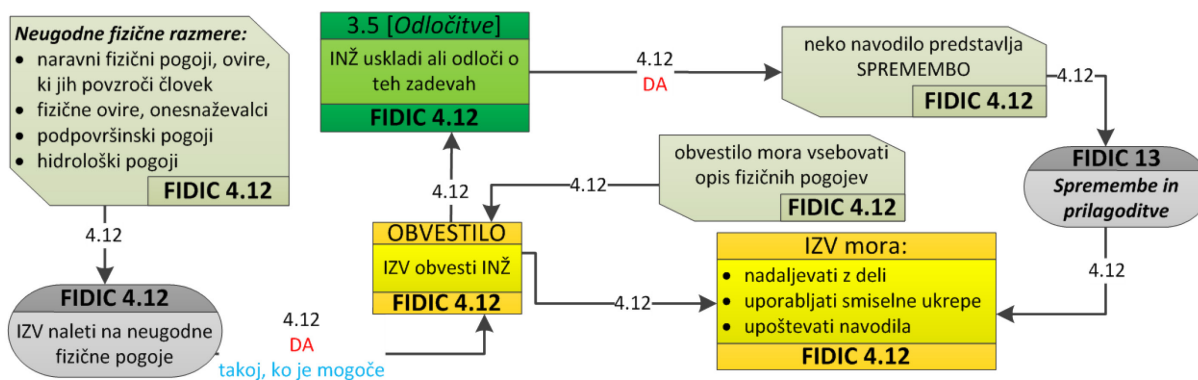 Neugodne fizične razmere:
• naravni fizični pogoji, ovire,
ki jih povzroči človek
• fizične ovire, onesnaževalci
• podpovršinski pogoji
• hidrološki pogoji
FIDIC 4.12
4.12
FIDIC 4.12
IZV naleti na neugodne
fizične pogoje
4.12
DA
takoj, ko je mogoče
OBVESTILO
IZV obvesti INŽ
FIDIC 4.12
4.12
3.5 [Odločitve]
INŽ uskladi ali odloči o
teh zadevah
FIDIC 4.12
4.12
DA
neko navodilo predstavlja
SPREMEMBO
FIDIC 4.12
4.12
FIDIC 13
Spremembe in
prilagoditve
4.12
obvestilo mora vsebovati
opis fizičnih pogojev
FIDIC 4.12
4.12
4.12
IZV mora:
• nadaljevati z deli
• uporabljati smiselne ukrepe
• upoštevati navodila
FIDIC 4.12